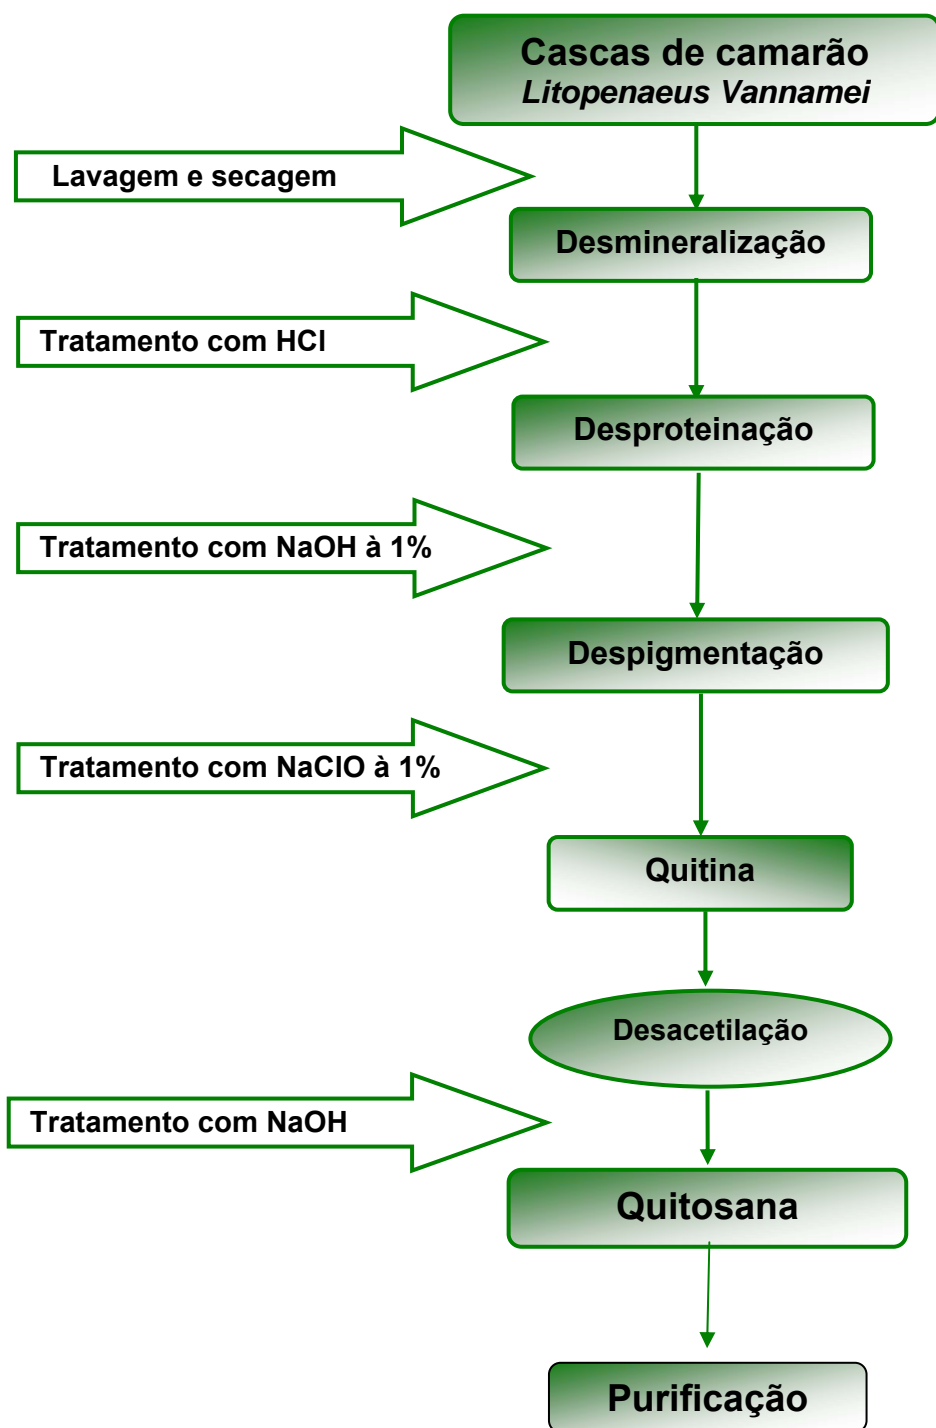 Cascas de camarão
Litopenaeus Vannamei
Lavagem e secagem
Desmineralização
Tratamento com HCl
Desproteinação
Tratamento com NaOH à 1%
Despigmentação
Tratamento com NaClO à 1%
Quitina
Desacetilação
Tratamento com NaOH
Quitosana
Purificação